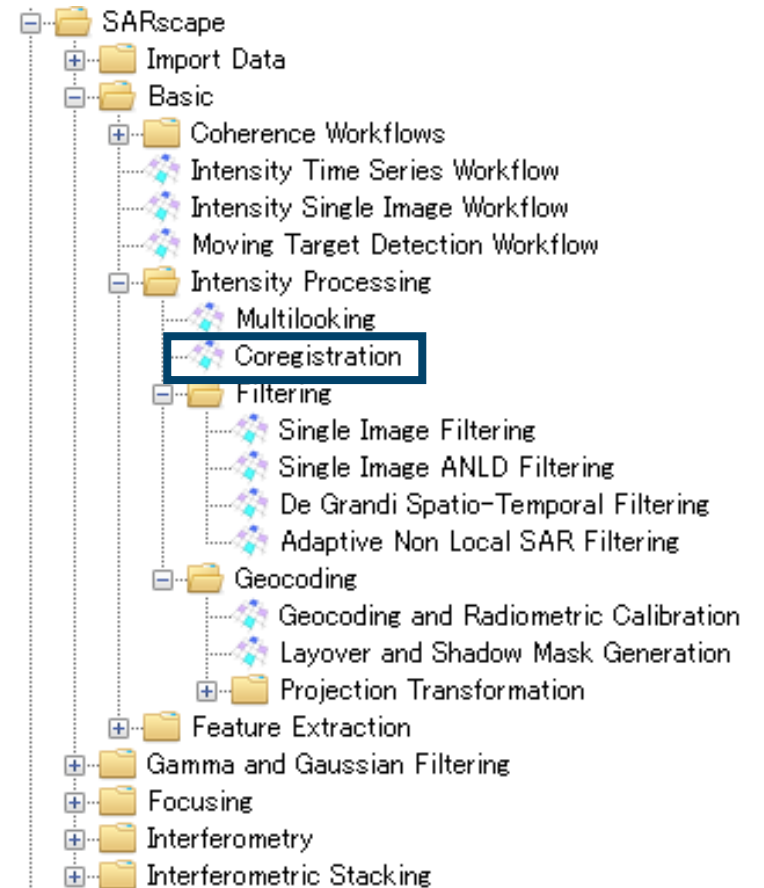 SARscape
Import Data
Basic
Coherence Workflows
Intensity Time Series Workflow
Intensity Single Image Workflow
Moving Target Detection Workflow
Intensity Processing
Multilooking
Coregistration
Filtering
Single Image Filtering
Single Image ANLD Filtering
De Grandi Spatio-Temporal Filtering
Adaptive Non Local SAR Filtering
Geocoding
Geocoding and Radiometric Calibration
Layover and Shadow Mask Generation
Projection Transformation
Feature Extraction
Gamma and Gaussian Filtering
Focusing
Interferometry
Interferometric Stacking